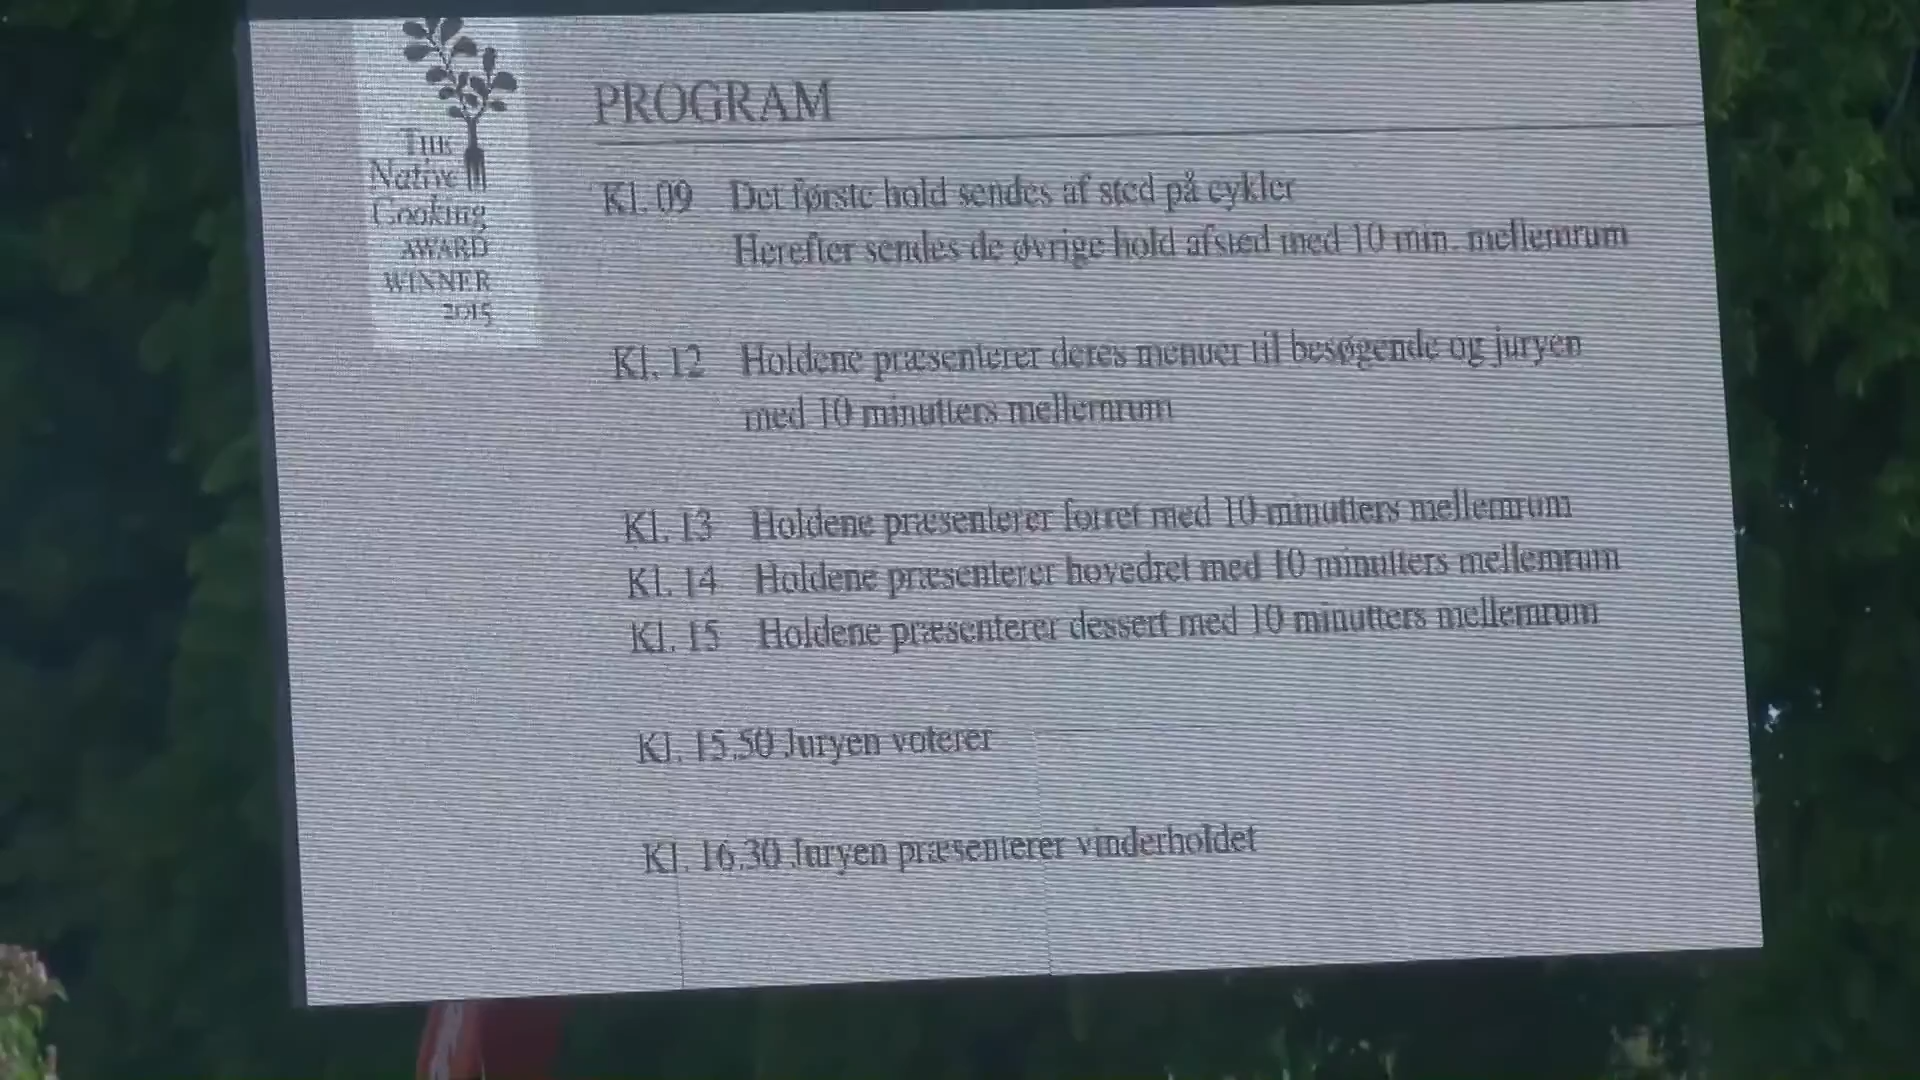 The
Native
Cooking
AWARD
WINNER
2015
PROGRAM
Kl. 09 Det første hold sendes af sted på cykler
Herefter sendes de øvrige hold afsted med 10 min. mellemrum
Kl. 12 Holdene præsenterer deres menuer til besøgende og juryen
med 10 minutters mellemrum
Kl. 13 Holdene præsenterer forret med 10 minutters mellemrum
Kl. 14 Holdene præsenterer hovedret med 10 minutters mellemrum
Kl. 15 Holdene præsenterer dessert med 10 minutters mellemrum
Kl. 15.50 Juryen voterer
Kl. 16.30 Juryen præsenterer vinderholdet